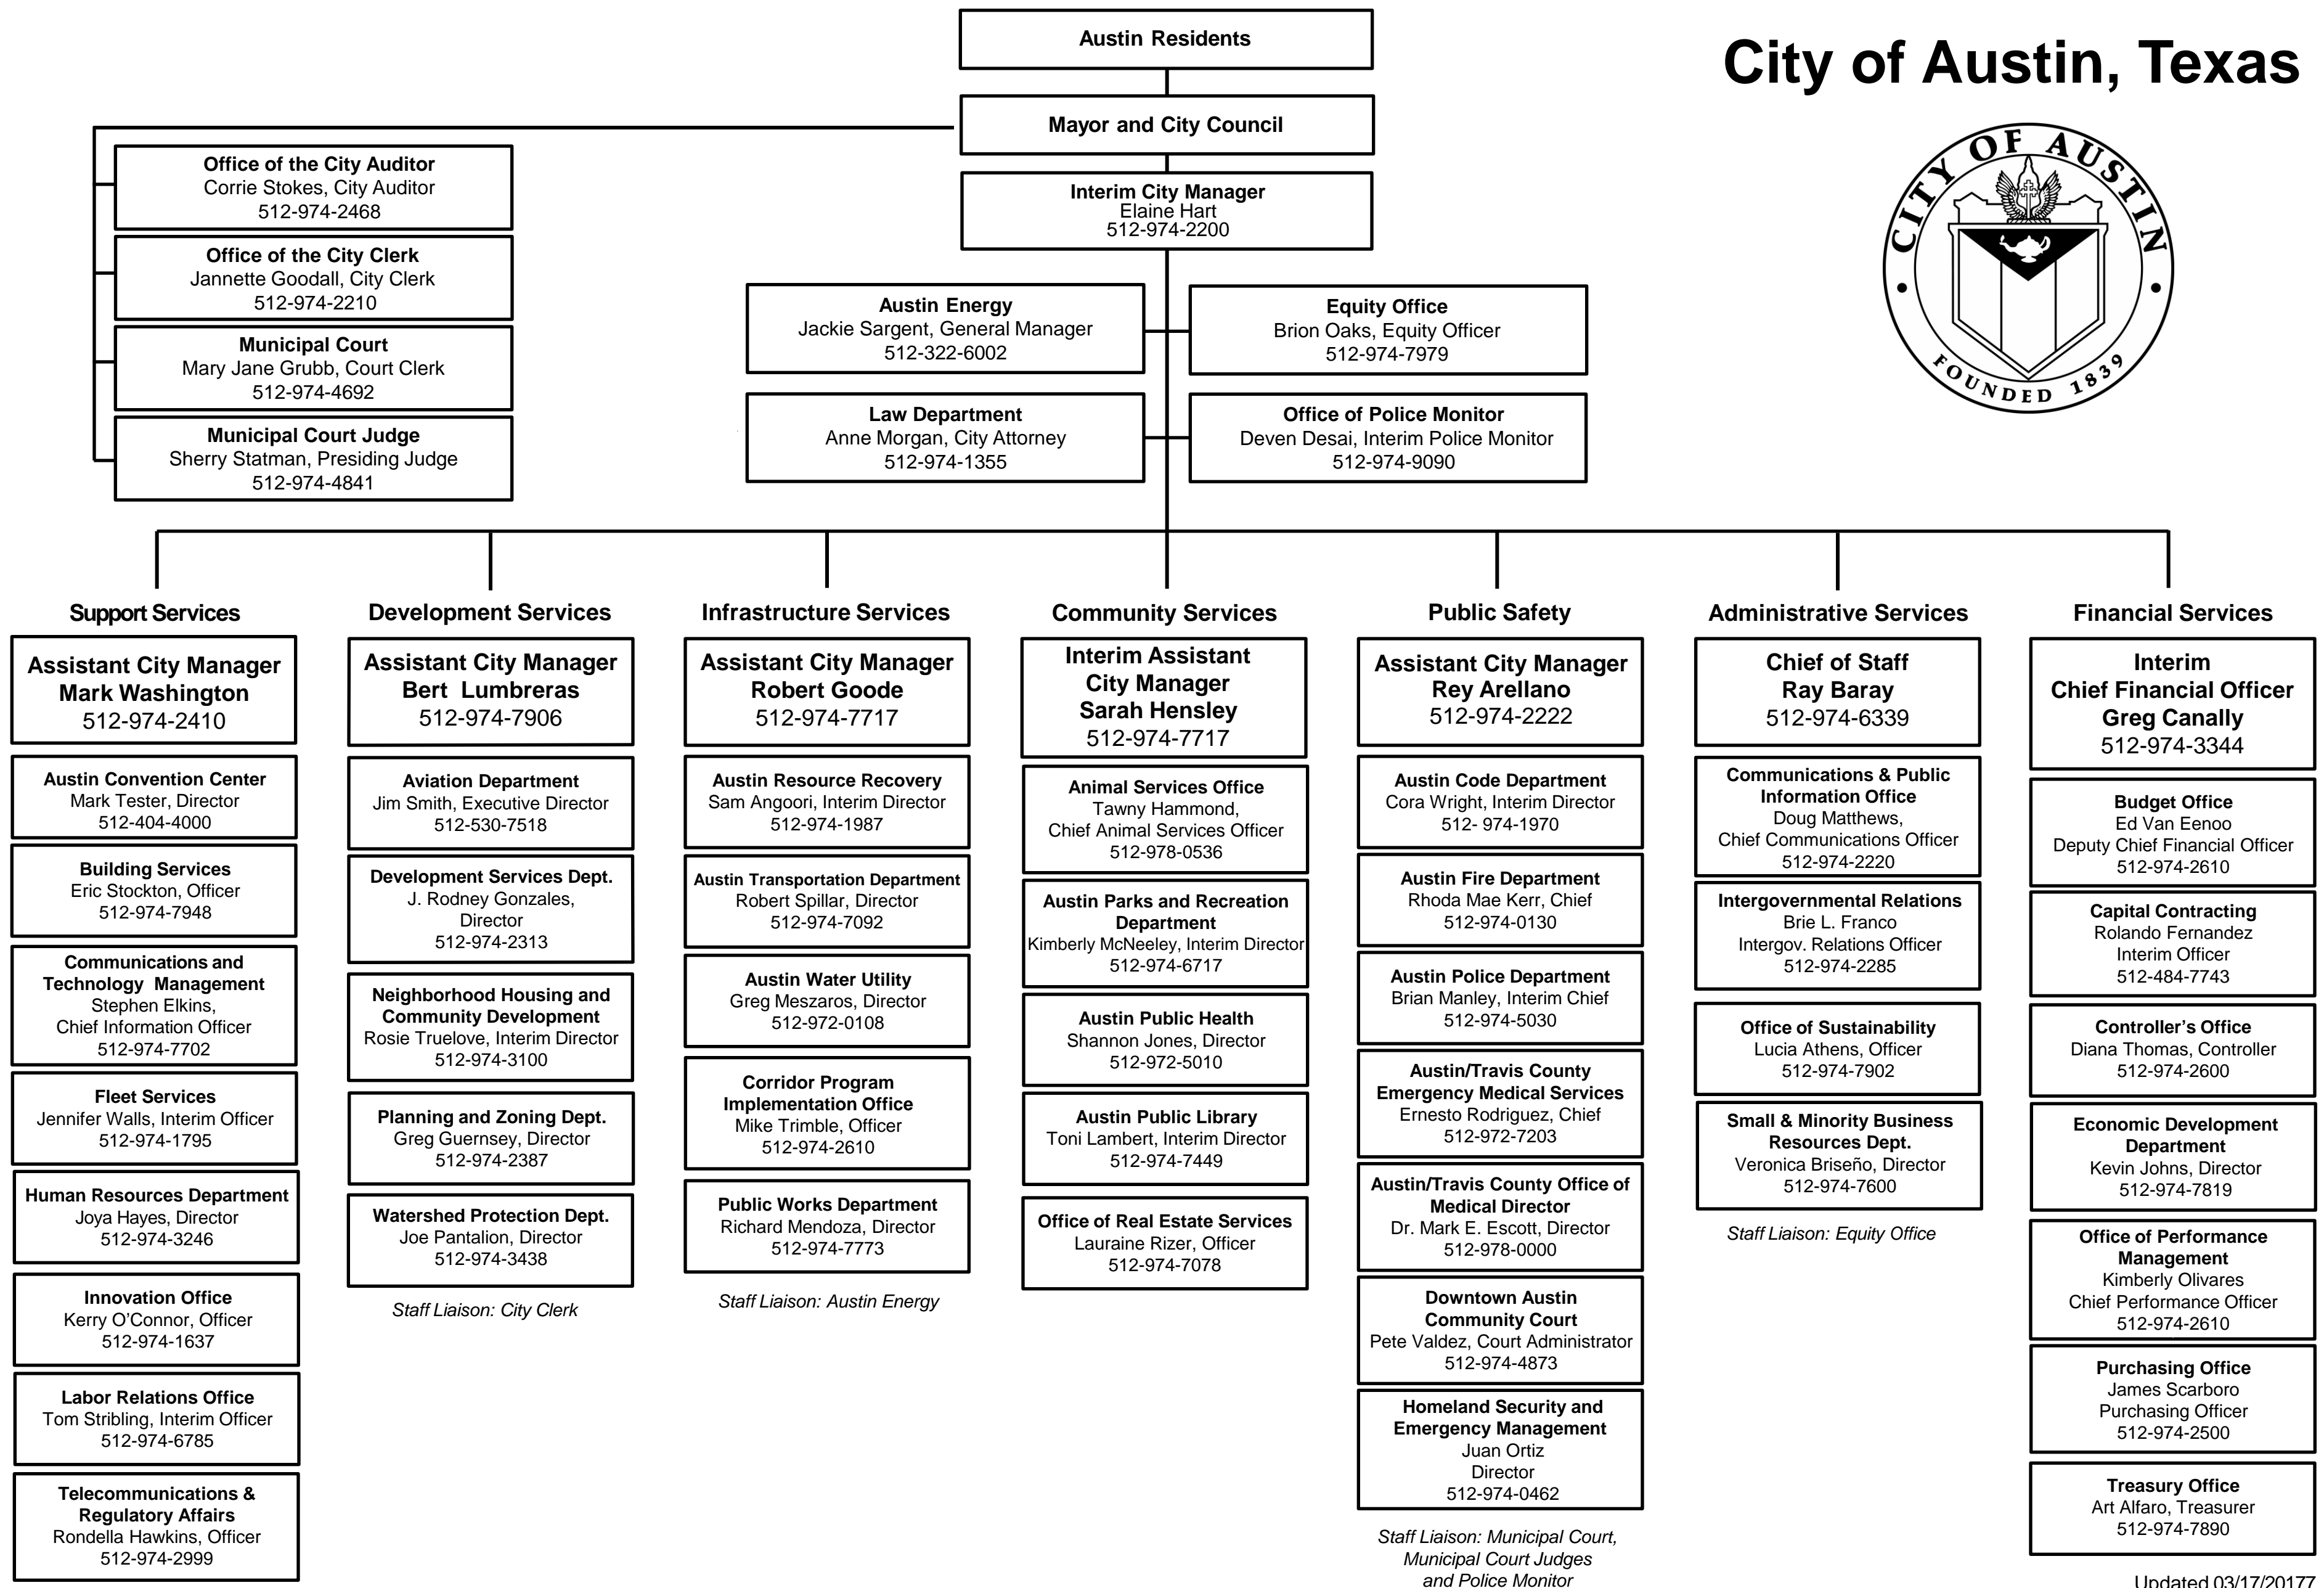 Austin Residents
City of Austin, Texas
Mayor and City Council
Interim City Manager
Elaine Hart
512-974-2200
CITY OF AUSTIN
FOUNDED 1839
Office of the City Auditor
Corrie Stokes, City Auditor
512-974-2468
Office of the City Clerk
Jannette Goodall, City Clerk
512-974-2210
Municipal Court
Mary Jane Grubb, Court Clerk
512-974-4692
Municipal Court Judge
Sherry Statman, Presiding Judge
512-974-4841
Austin Energy
Jackie Sargent, General Manager
512-322-6002
Equity Office
Brion Oaks, Equity Officer
512-974-7979
Law Department
Anne Morgan, City Attorney
512-974-1355
Office of Police Monitor
Deven Desai, Interim Police Monitor
512-974-9090
Support Services
Assistant City Manager
Mark Washington
512-974-2410
Austin Convention Center
Mark Tester, Director
512-404-4000
Building Services
Eric Stockton, Officer
512-974-7948
Communications and
Technology Management
Stephen Elkins,
Chief Information Officer
512-974-7702
Fleet Services
Jennifer Walls, Interim Officer
512-974-1795
Human Resources Department
Joya Hayes, Director
512-974-3246
Innovation Office
Kerry O’Connor, Officer
512-974-1637
Labor Relations Office
Tom Stribling, Interim Officer
512-974-6785
Telecommunications &
Regulatory Affairs
Rondella Hawkins, Officer
512-974-2999
Development Services
Assistant City Manager
Bert Lumbreras
512-974-7906
Aviation Department
Jim Smith, Executive Director
512-530-7518
Development Services Dept.
J. Rodney Gonzales,
Director
512-974-2313
Neighborhood Housing and
Community Development
Rosie Truelove, Interim Director
512-974-3100
Planning and Zoning Dept.
Greg Guernsey, Director
512-974-2387
Watershed Protection Dept.
Joe Pantalion, Director
512-974-3438
Staff Liaison: City Clerk
Infrastructure Services
Assistant City Manager
Robert Goode
512-974-7717
Austin Resource Recovery
Sam Angoori, Interim Director
512-974-1987
Austin Transportation Department
Robert Spillar, Director
512-974-7092
Austin Water Utility
Greg Meszaros, Director
512-972-0108
Corridor Program
Implementation Office
Mike Trimble, Officer
512-974-2610
Public Works Department
Richard Mendoza, Director
512-974-7773
Staff Liaison: Austin Energy
Community Services
Interim Assistant
City Manager
Sarah Hensley
512-974-7717
Animal Services Office
Tawny Hammond,
Chief Animal Services Officer
512-978-0536
Austin Parks and Recreation
Department
Kimberly McNeeley, Interim Director
512-974-6717
Austin Public Health
Shannon Jones, Director
512-972-5010
Austin Public Library
Toni Lambert, Interim Director
512-974-7449
Office of Real Estate Services
Lauraine Rizer, Officer
512-974-7078
Public Safety
Assistant City Manager
Rey Arellano
512-974-2222
Austin Code Department
Cora Wright, Interim Director
512- 974-1970
Austin Fire Department
Rhoda Mae Kerr, Chief
512-974-0130
Austin Police Department
Brian Manley, Interim Chief
512-974-5030
Austin/Travis County
Emergency Medical Services
Ernesto Rodriguez, Chief
512-972-7203
Austin/Travis County Office of
Medical Director
Dr. Mark E. Escott, Director
512-978-0000
Downtown Austin
Community Court
Pete Valdez, Court Administrator
512-974-4873
Homeland Security and
Emergency Management
Juan Ortiz
Director
512-974-0462
Staff Liaison: Municipal Court,
Municipal Court Judges
and Police Monitor
Administrative Services
Chief of Staff
Ray Baray
512-974-6339
Communications & Public
Information Office
Doug Matthews,
Chief Communications Officer
512-974-2220
Intergovernmental Relations
Brie L. Franco
Intergov. Relations Officer
512-974-2285
Office of Sustainability
Lucia Athens, Officer
512-974-7902
Small & Minority Business
Resources Dept.
Veronica Briseño, Director
512-974-7600
Staff Liaison: Equity Office
Financial Services
Interim
Chief Financial Officer
Greg Canally
512-974-3344
Budget Office
Ed Van Eenoo
Deputy Chief Financial Officer
512-974-2610
Capital Contracting
Rolando Fernandez
Interim Officer
512-484-7743
Controller’s Office
Diana Thomas, Controller
512-974-2600
Economic Development
Department
Kevin Johns, Director
512-974-7819
Office of Performance
Management
Kimberly Olivares
Chief Performance Officer
512-974-2610
Purchasing Office
James Scarboro
Purchasing Officer
512-974-2500
Treasury Office
Art Alfaro, Treasurer
512-974-7890
Updated 03/17/20177